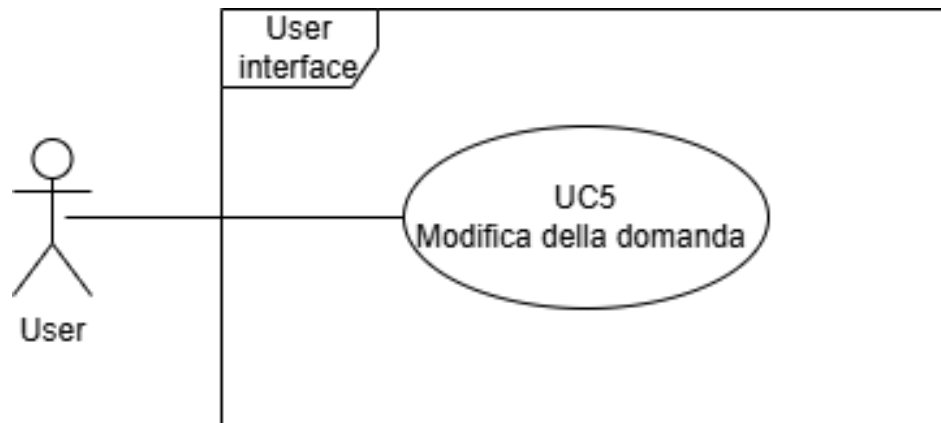 User
interface
UC5
Modifica della domanda
User